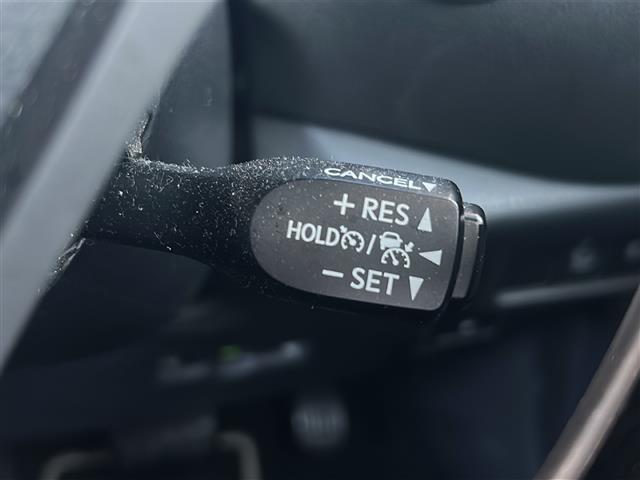 CANCEL▼
+ RES ▲
HOLD / ◄
− SET ▼